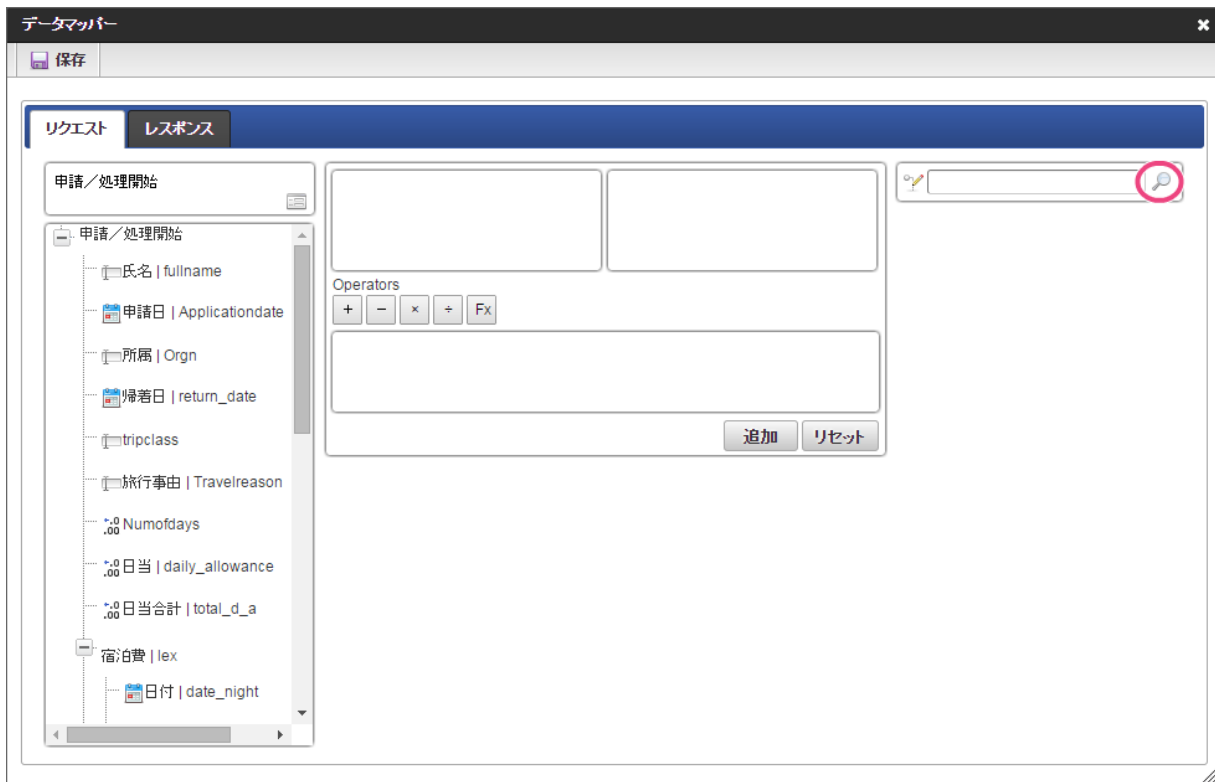 データマッパー
保存
リクエスト
レスポンス
申請／処理開始
申請／処理開始
氏名 | fullname
申請日 | Applicationdate
所属 | Orgn
帰着日 | return_date
tripclass
旅行事由 | Travelreason
Numofdays
日当 | daily_allowance
日当合計 | total_d_a
宿泊費 | lex
日付 | date_night
Operators
+ − × ÷ Fx
追加 リセット